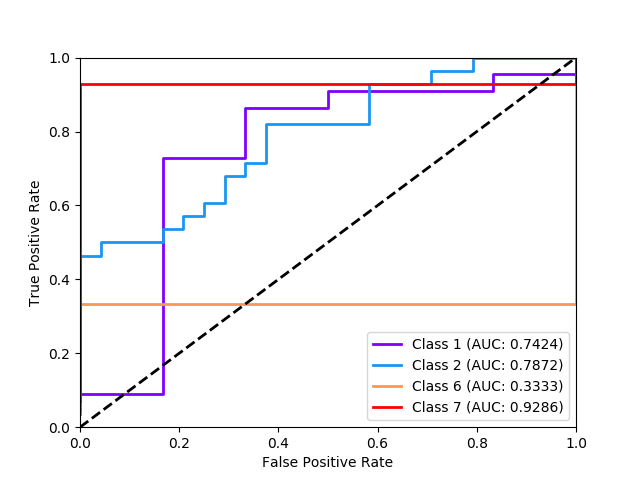 1.0
0.8
0.6
0.4
0.2
0.0
True Positive Rate
0.0 0.2 0.4 0.6 0.8 1.0
False Positive Rate
Class 1 (AUC: 0.7424)
Class 2 (AUC: 0.7872)
Class 6 (AUC: 0.3333)
Class 7 (AUC: 0.9286)